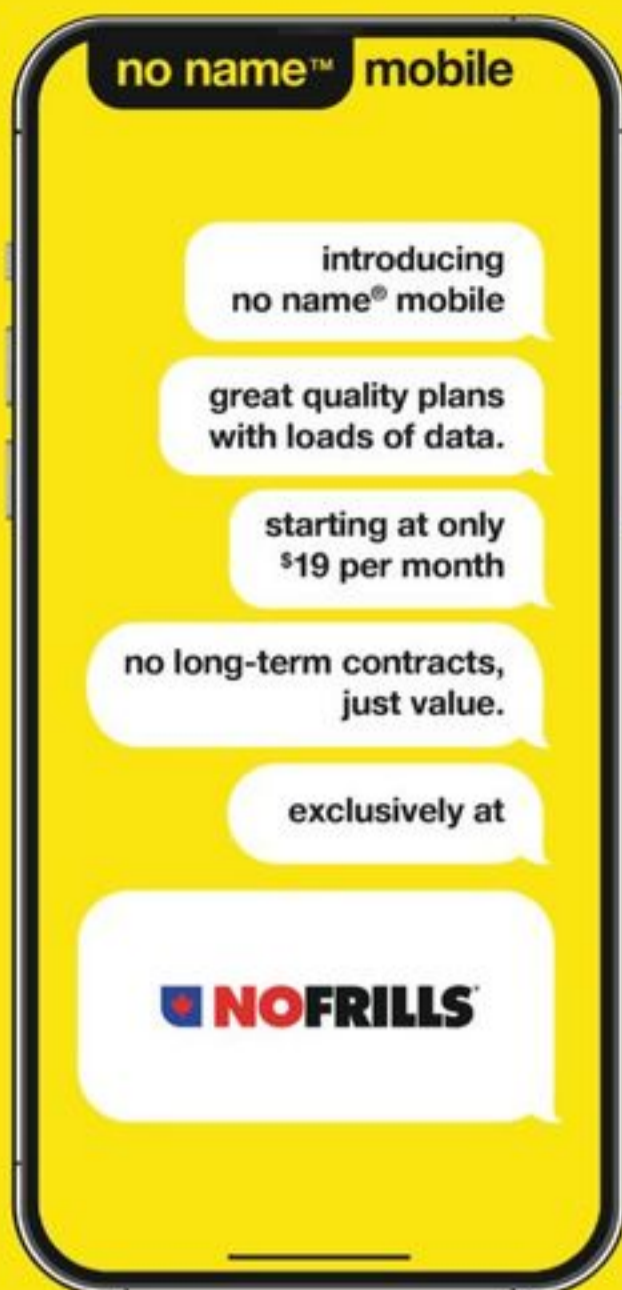 no name™ mobile
introducing
no name® mobile
great quality plans
with loads of data.
starting at only
$19 per month
no long-term contracts,
just value.
exclusively at
NOFRILLS